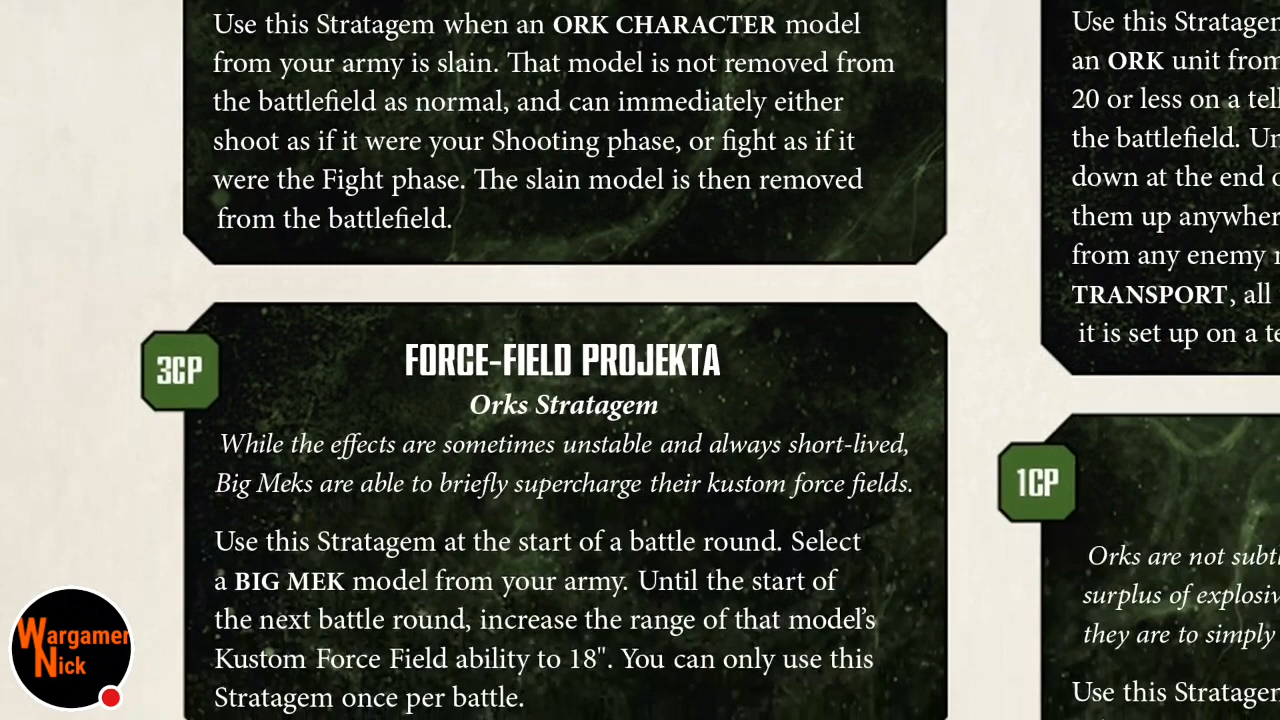 Use this Stratagem when an ORK CHARACTER model
from your army is slain. That model is not removed from
the battlefield as normal, and can immediately either
shoot as if it were your Shooting phase, or fight as if it
were the Fight phase. The slain model is then removed
from the battlefield.
3CP
FORCE-FIELD PROJEKTA
Orks Stratagem
While the effects are sometimes unstable and always short-lived,
Big Meks are able to briefly supercharge their kustom force fields.
Use this Stratagem at the start of a battle round. Select
a BIG MEK model from your army. Until the start of
the next battle round, increase the range of that model's
Kustom Force Field ability to 18". You can only use this
Stratagem once per battle.
Use this
an ORK unit from
20 or less on a
the battlefield.
down at the end
them up
from any enemy
TRANSPORT, all
it is set up on a
1CP
Orks are not
surplus of
they are to simply
Use this
Wargamer
Nick